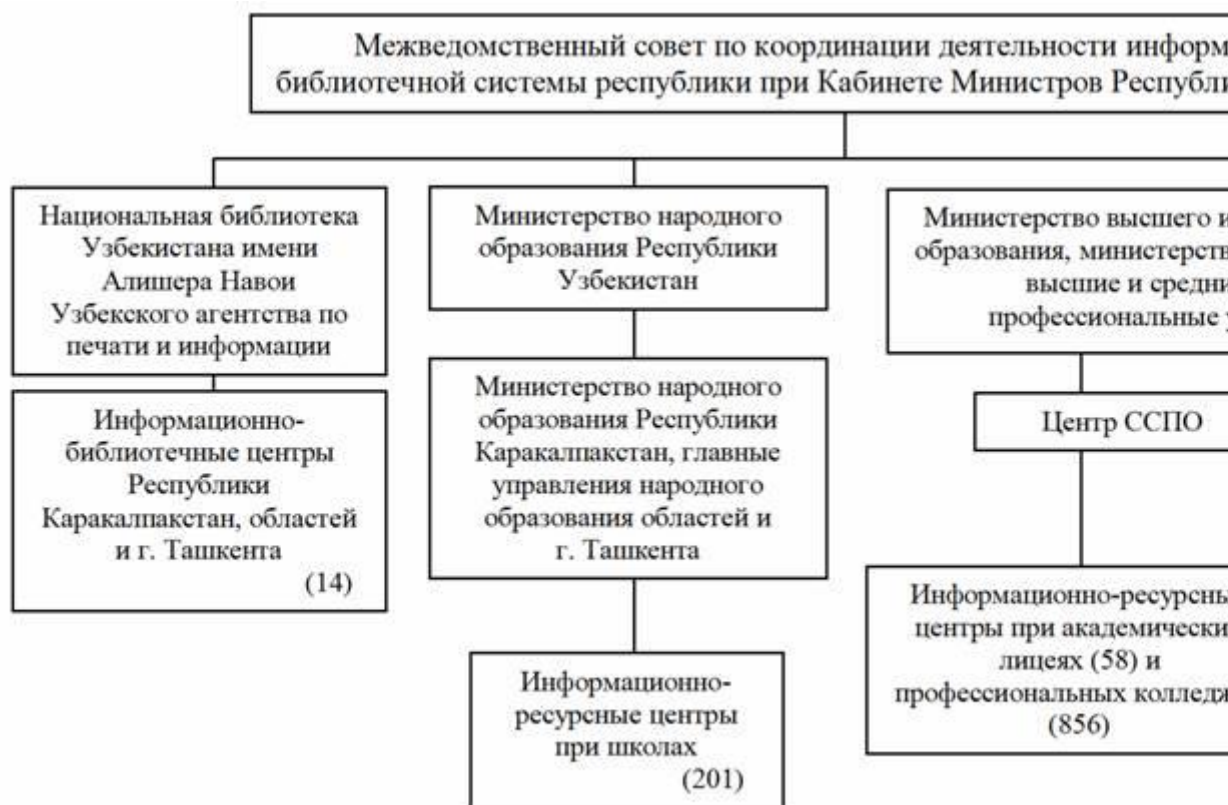 Межведомственный совет по координации деятельности информ
библиотечной системы республики при Кабинете Министров Республи
Национальная библиотека
Узбекистана имени
Алишера Навои
Узбекского агентства по
печати и информации
Информационно-
библиотечные центры
Республики
Каракалпакстан, областей
и г. Ташкента
(14)
Министерство народного
образования Республики
Узбекистан
Министерство народного
образования Республики
Каракалпакстан, главные
управления народного
образования областей и
г. Ташкента
Информационно-
ресурсные центры
при школах
(201)
Министерство высшего и
образования, министерств
высшие и средни
профессиональные
Центр ССПО
Информационно-ресурсны
центры при академически
лицеях (58) и
профессиональных колледж
(856)